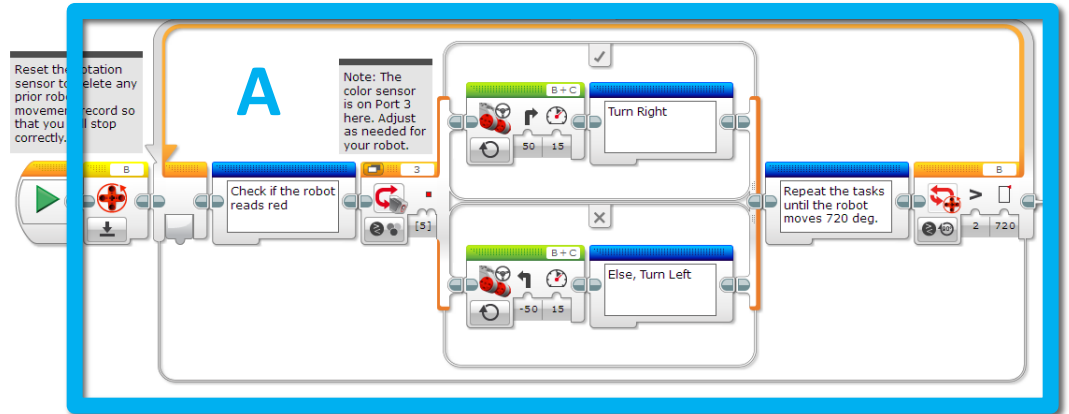 Reset the rotation
sensor to delete any
prior robot
movement record so
that you will stop
correctly.
A
Note: The
color sensor
is on Port 3
here. Adjust
as needed for
your robot.
B
Check if the robot
reads red
3
[5]
B + C
50 15
Turn Right
B + C
-50 15
Else, Turn Left
Repeat the tasks
until the robot
moves 720 deg.
B
>
2 720